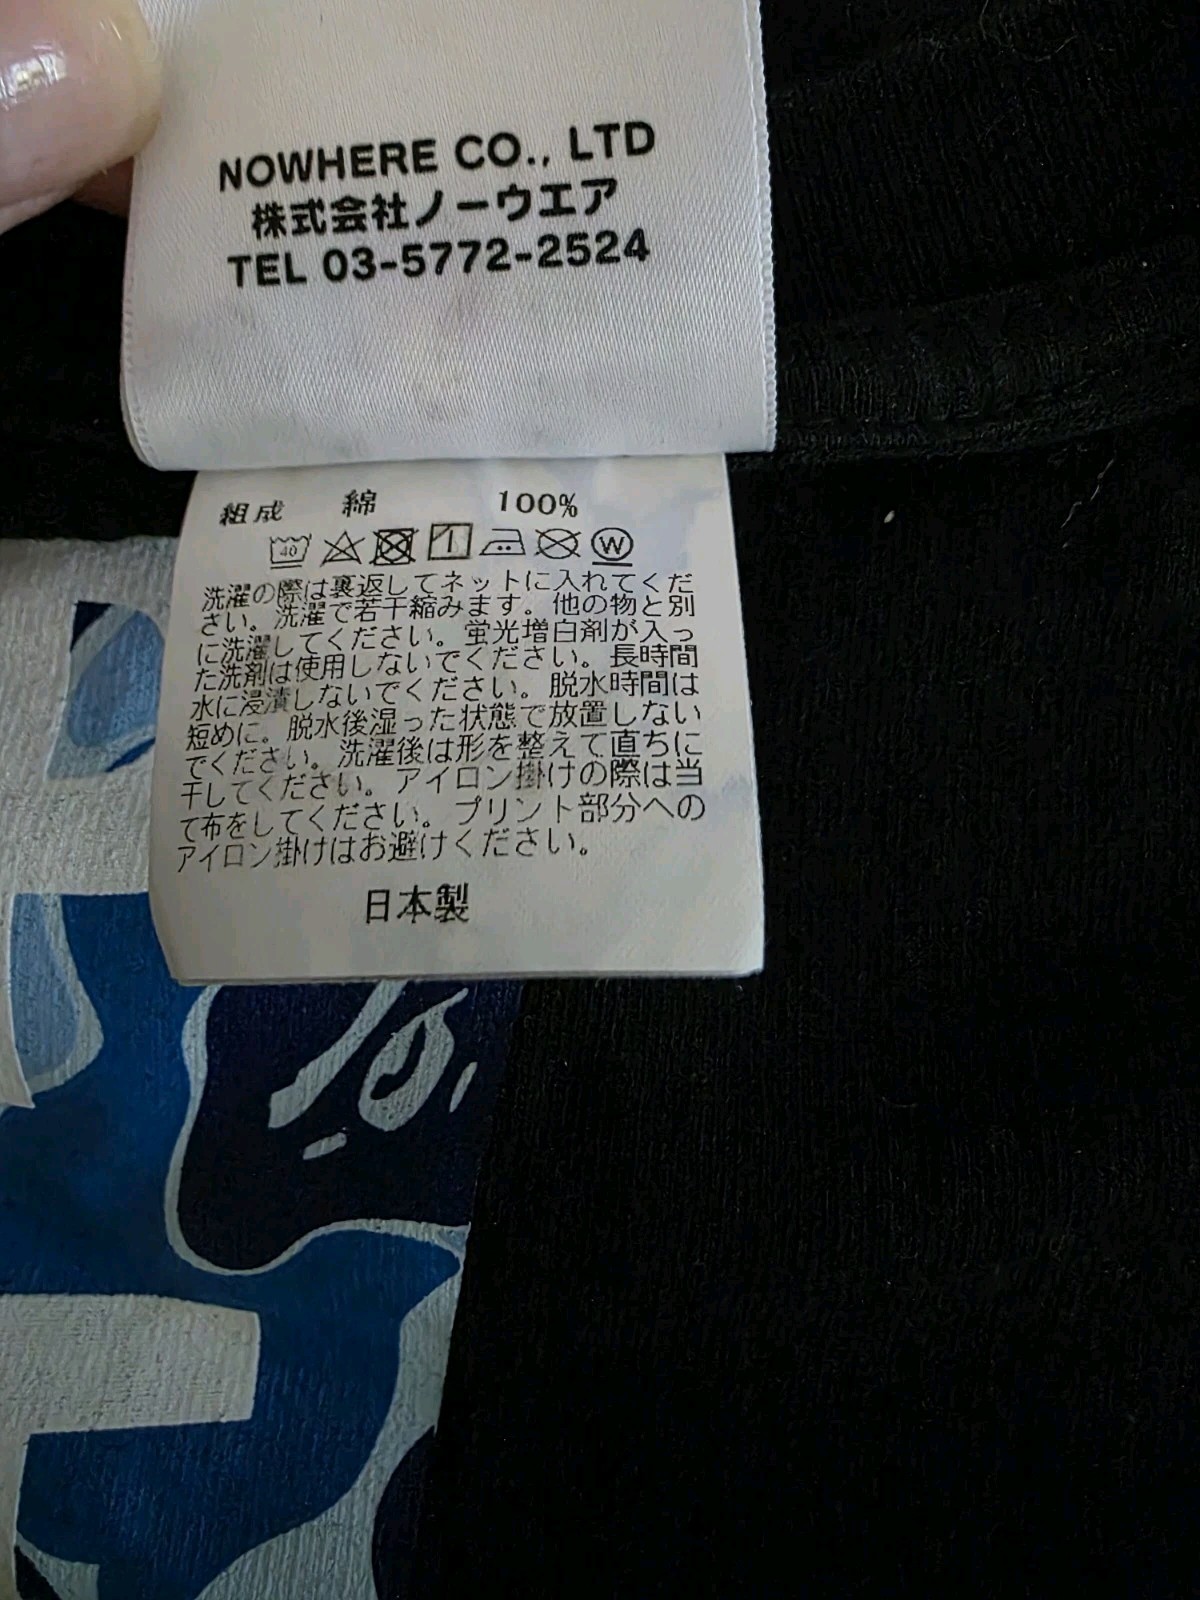 NOWHERE CO., LTD
株式会社ノーウエア
TEL 03-5772-2524
組成 綿 100%
40 W
洗濯の際は裏返してネットに入れてくだ
さい。洗濯で若干縮みます。他の物と別
に洗濯してください。蛍光増白剤が入っ
た洗剤は使用しないでください。長時間
水に浸漬しないでください。脱水時間は
短めに。脱水後湿った状態で放置しない
でください。洗濯後は形を整えて直ちに
干してください。アイロン掛けの際は当
て布をしてください。プリント部分への
アイロン掛けはお避けください。
日本製